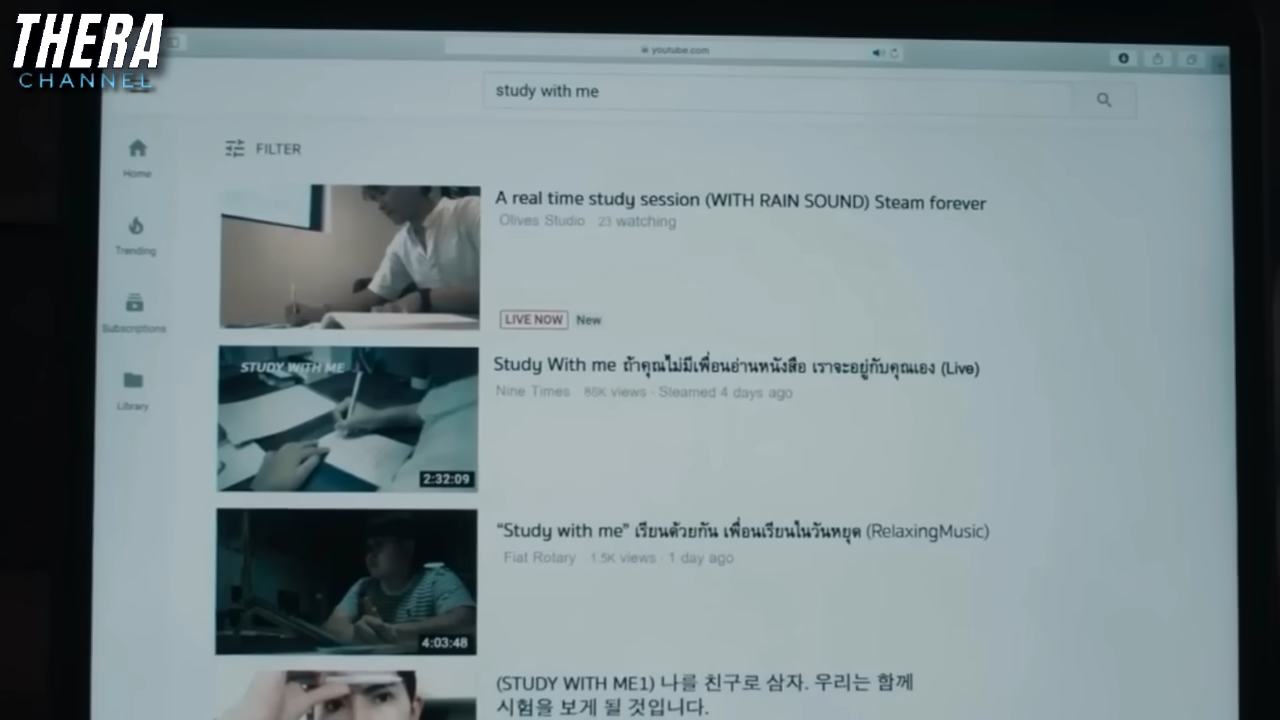 THERA
CHANNEL
youtube.com
study with me
FILTER
Home
Trending
Subscriptions
Library
A real time study session (WITH RAIN SOUND) Steam forever
Olives Studio 23 watching
LIVE NOW New
STUDY WITH ME
2:32:09
Study With me ถ้าคุณไม่มีเพื่อนอ่านหนังสือ เราจะอยู่กับคุณเอง (Live)
Nine Times 86K views · Steamed 4 days ago
4:03:48
“Study with me” เรียนด้วยกัน เพื่อนเรียนในวันหยุด (RelaxingMusic)
Fiat Rotary · 1.5K views · 1 day ago
(STUDY WITH ME1) 나를 친구로 삼자. 우리는 함께
시험을 보게 될 것입니다.